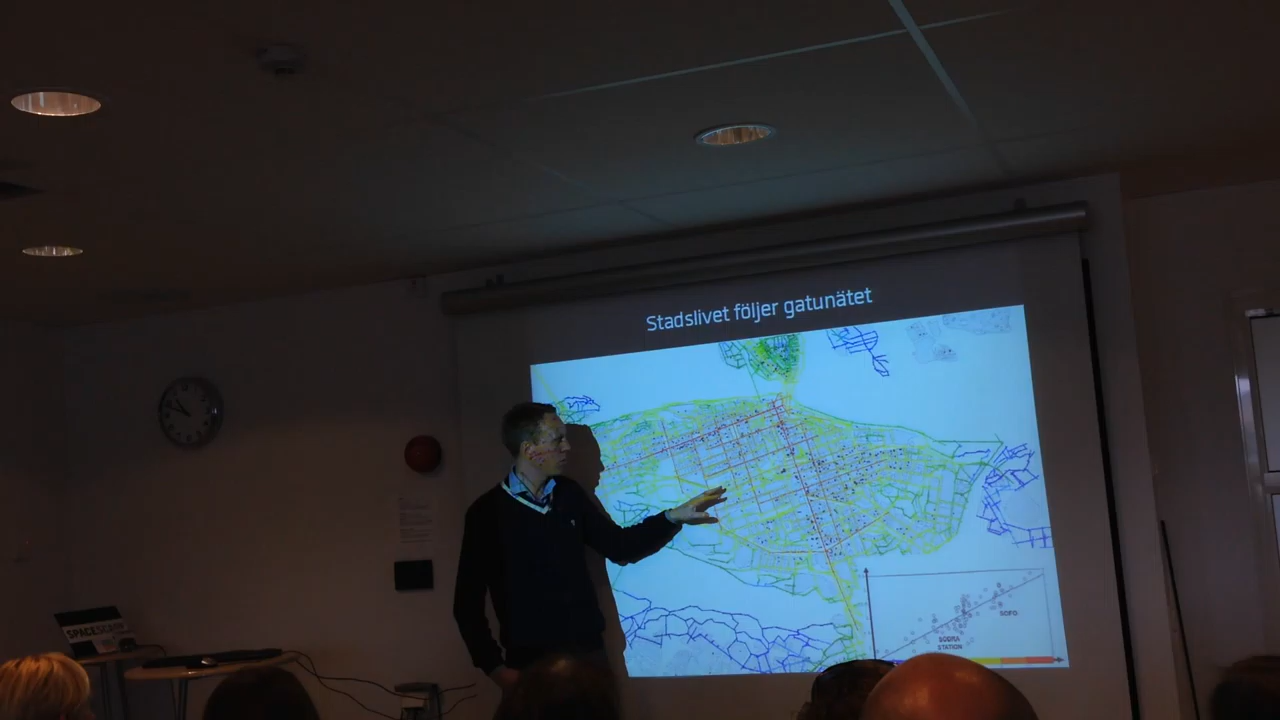 Stadslivet följer gatunätet
SOFO
SÖDRA
STATION
SPACESCAPE